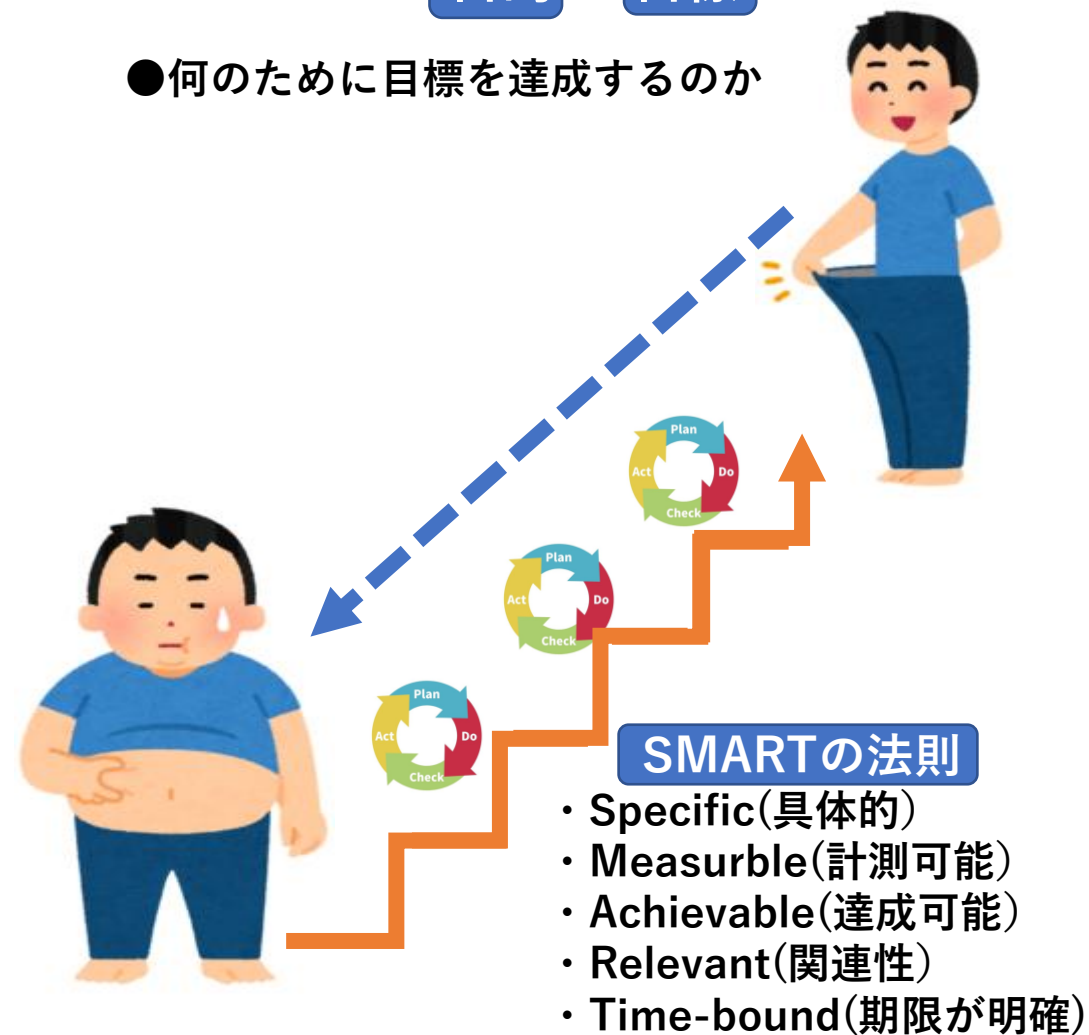 ●何のために目標を達成するのか
Plan
Act
Do
Check
Plan
Act
Do
Check
Plan
Act
Do
Check
SMARTの法則
・Specific(具体的)
・Measurble(計測可能)
・Achievable(達成可能)
・Relevant(関連性)
・Time-bound(期限が明確)